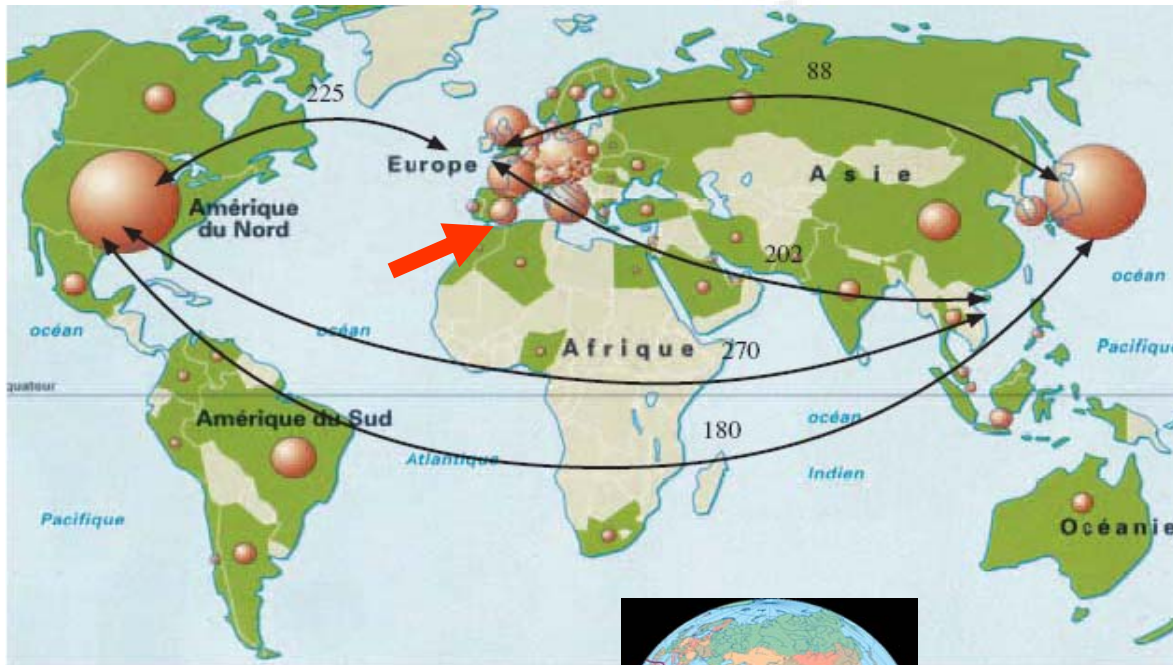 88
225
Europe
Asie
Amérique
du Nord
202
océan
océan
océan
Afrique
270
Pacifique
quateur
Amérique du Sud
180
océan
Atlantique
Indien
Pacifique
Océanie